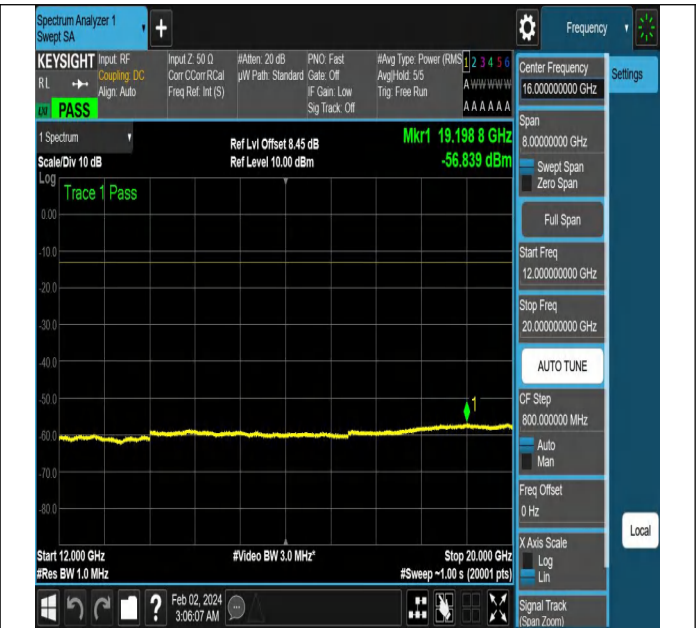 Spectrum Analyzer 1
Swept SA
+
Frequency
KEYSIGHT
Input: RF
Coupling: DC
Align: Auto
RL
PASS
Input Z: 50 Ω
Corr CCorr RCal
Freq Ref: Int (S)
#Atten: 20 dB
µW Path: Standard
PNO: Fast
Gate: Off
IF Gain: Low
Sig Track: Off
#Avg Type: Power (RMS
Avg|Hold: 5/5
Trig: Free Run
1 2 3 4 5 6
A W W W W W
A A A A A A
1 Spectrum
Scale/Div 10 dB
Ref Lvl Offset 8.45 dB
Ref Level 10.00 dBm
Mkr1 19.198 8 GHz
-56.839 dBm
Log
Trace 1 Pass
0.00
-10.0
-20.0
-30.0
-40.0
-50.0
-60.0
-70.0
-80.0
1
Start 12.000 GHz
#Res BW 1.0 MHz
#Video BW 3.0 MHz*
Stop 20.000 GHz
#Sweep ~1.00 s (20001 pts)
?
Feb 02, 2024
3:06:07 AM
Center Frequency
16.000000000 GHz
Settings
Span
8.00000000 GHz
Swept Span
Zero Span
Full Span
Start Freq
12.000000000 GHz
Stop Freq
20.000000000 GHz
AUTO TUNE
CF Step
800.000000 MHz
Auto
Man
Freq Offset
0 Hz
X Axis Scale
Log
Lin
Local
Signal Track
(Span Zoom)